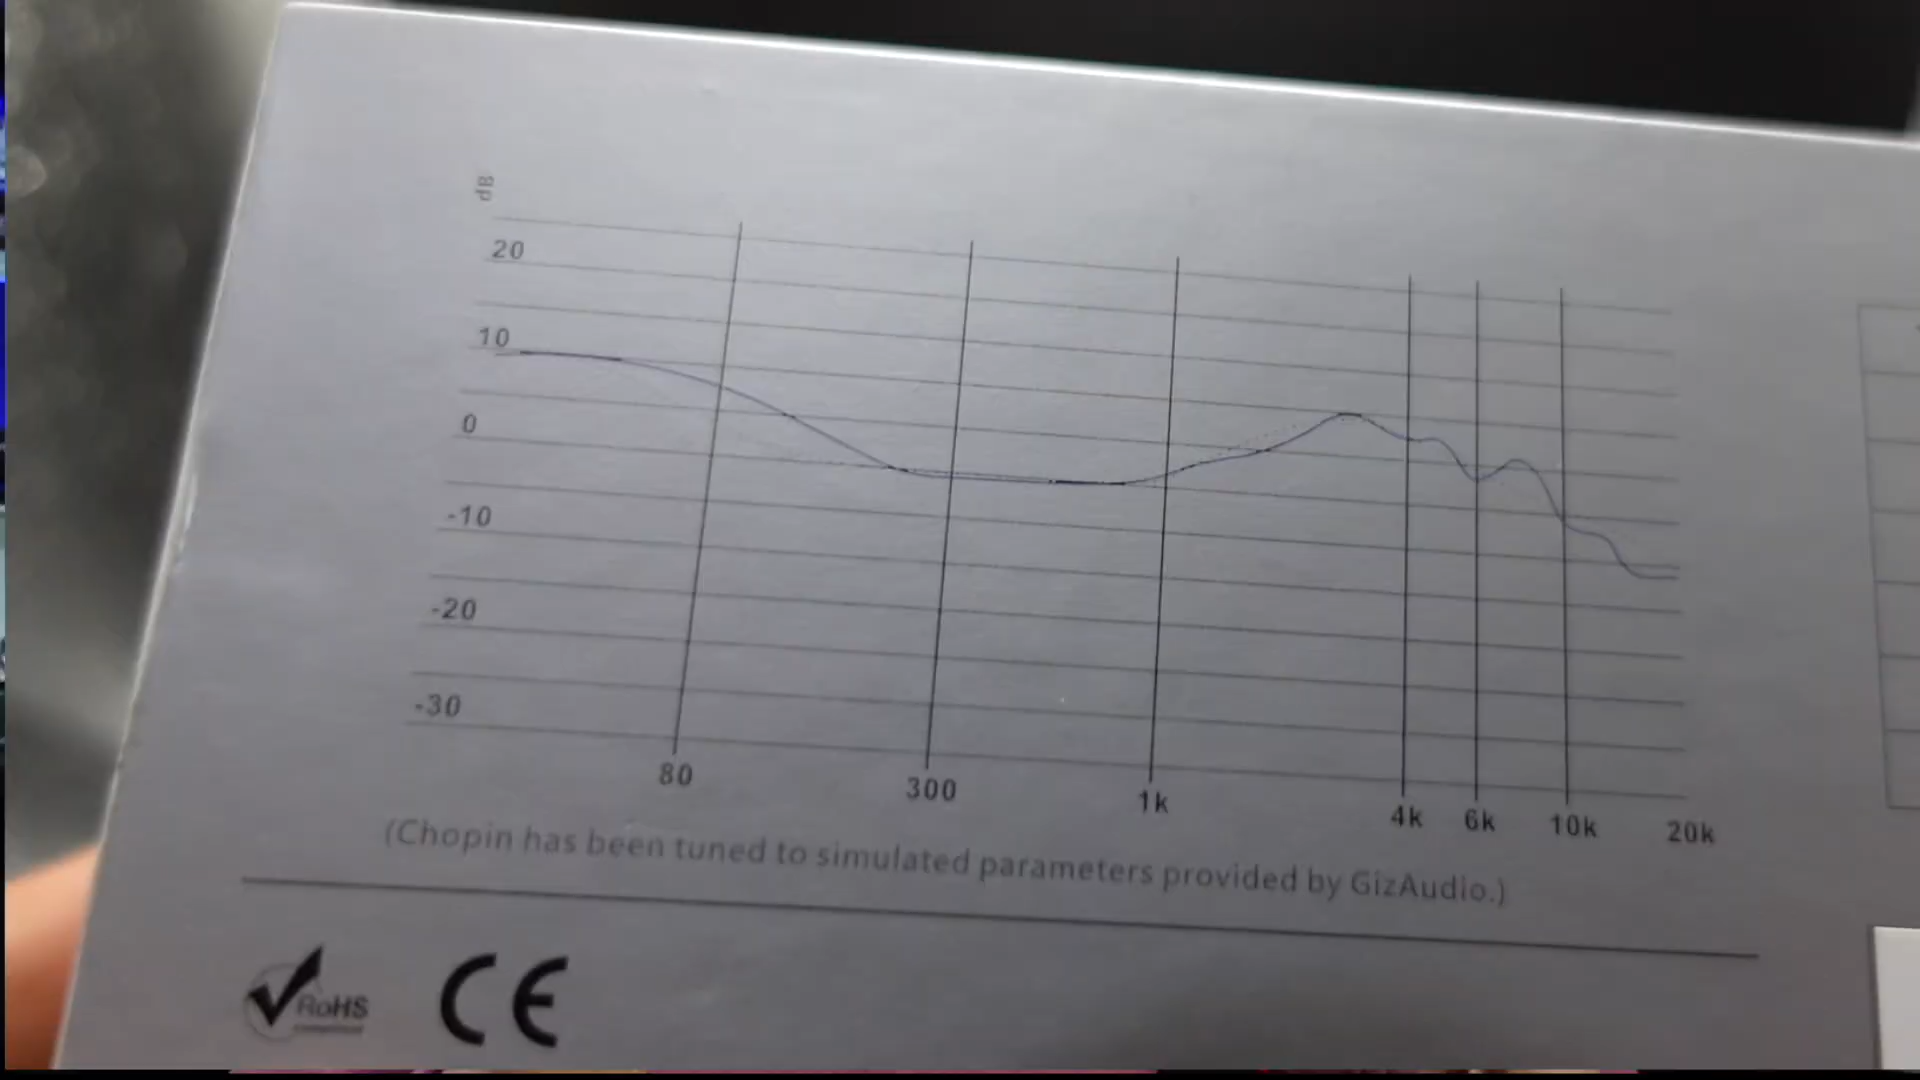 dB
20
10
0
-10
-20
-30
80 300 1k 4k 6k 10k 20k
(Chopin has been tuned to simulated parameters provided by GizAudio.)
RoHS
CE